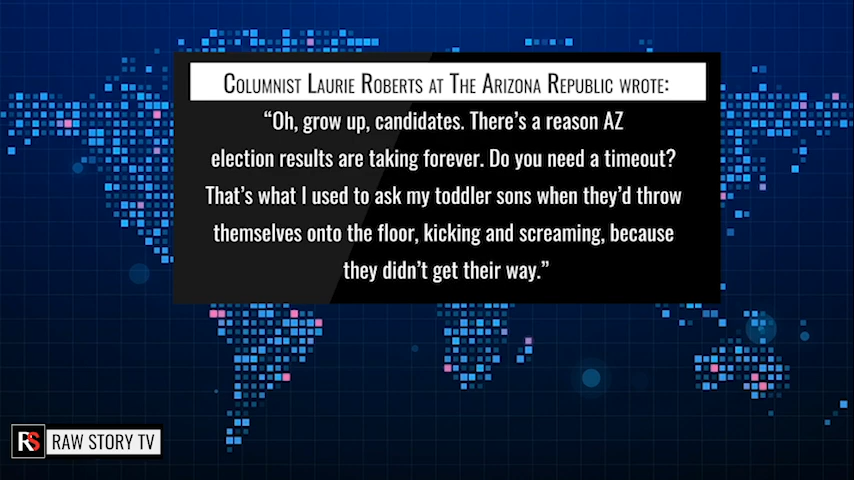 Columnist Laurie Roberts at The Arizona Republic wrote:
“Oh, grow up, candidates. There’s a reason AZ
election results are taking forever. Do you need a timeout?
That’s what I used to ask my toddler sons when they’d throw
themselves onto the floor, kicking and screaming, because
they didn’t get their way.”
RS RAW STORY TV